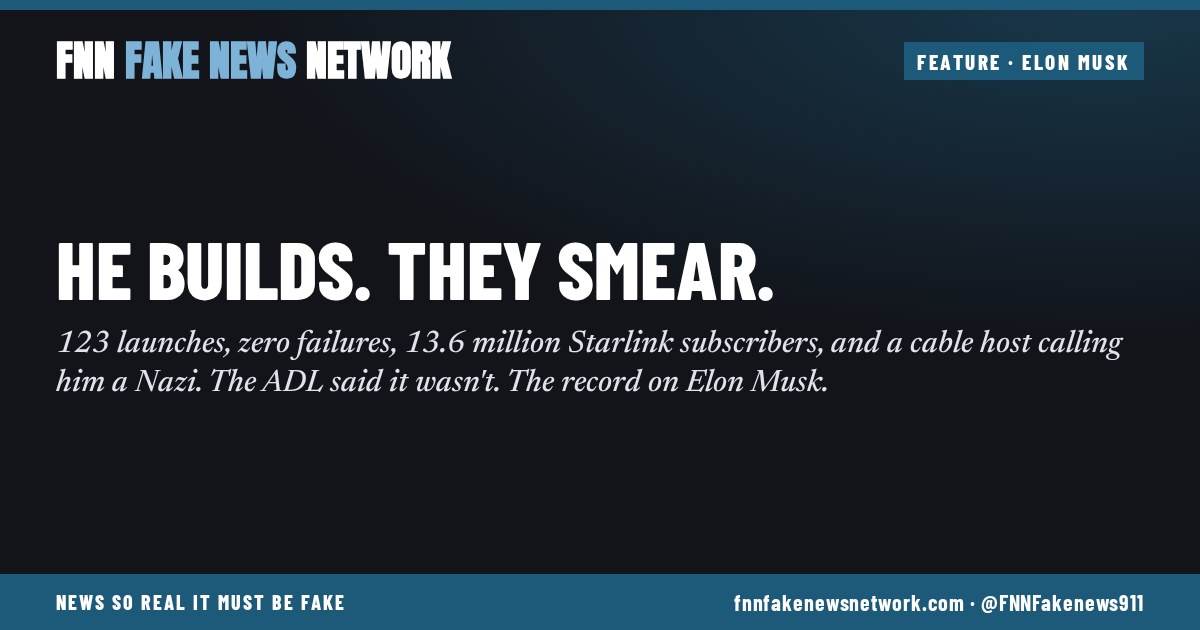 FNN FAKE NEWS NETWORK
FEATURE · ELON MUSK
HE BUILDS. THEY SMEAR.
123 launches, zero failures, 13.6 million Starlink subscribers, and a cable host calling
him a Nazi. The ADL said it wasn't. The record on Elon Musk.
NEWS SO REAL IT MUST BE FAKE
fnnfakenewsnetwork.com · @FNNFakenews911